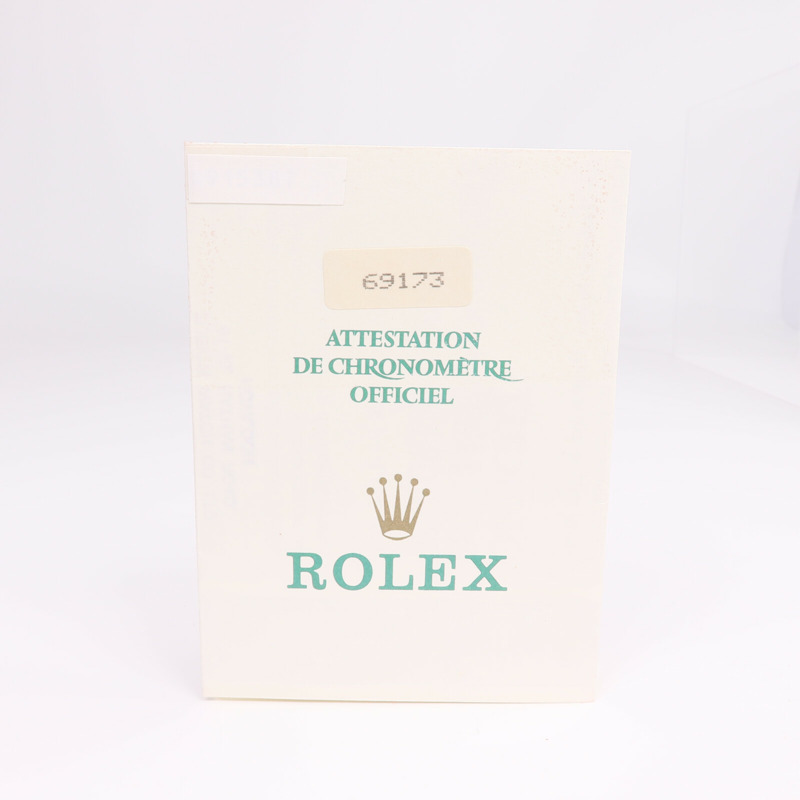 69173
ATTESTATION
DE CHRONOMÈTRE
OFFICIEL
ROLEX